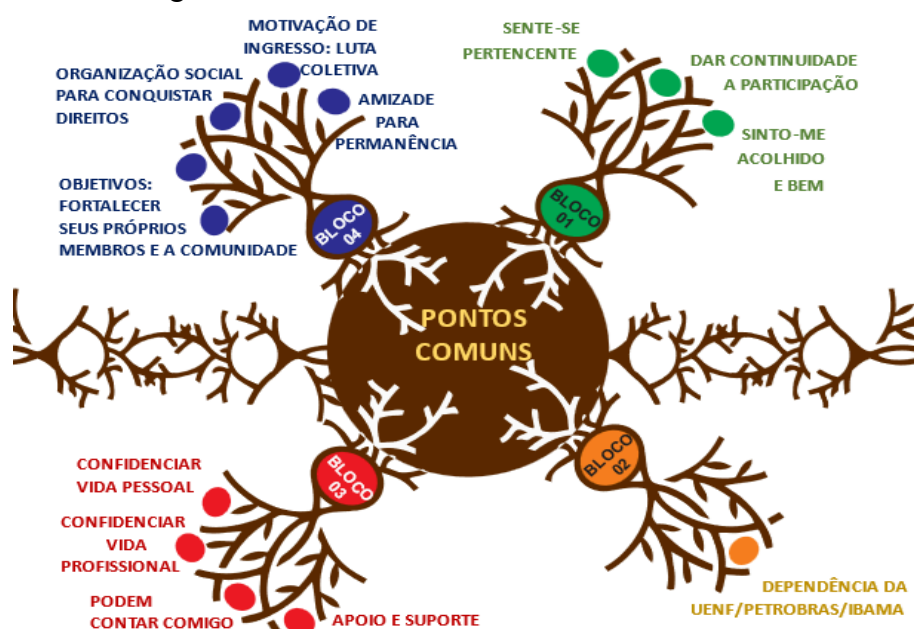 MOTIVAÇÃO DE
INGRESSO: LUTA
COLETIVA
ORGANIZAÇÃO SOCIAL
PARA CONQUISTAR
DIREITOS
AMIZADE
PARA
PERMANÊNCIA
OBJETIVOS:
FORTALECER
SEUS PRÓPRIOS
MEMBROS E A COMUNIDADE
BLOCO
04
SENTE-SE
PERTENCENTE
DAR CONTINUIDADE
A PARTICIPAÇÃO
SINTO-ME
ACOLHIDO
E BEM
BLOCO
01
PONTOS
COMUNS
CONFIDENCIAR
VIDA PESSOAL
CONFIDENCIAR
VIDA
PROFISSIONAL
PODEM
CONTAR COMIGO
APOIO E SUPORTE
BLOCO
03
BLOCO
02
DEPENDÊNCIA DA
UENF/PETROBRAS/IBAMA